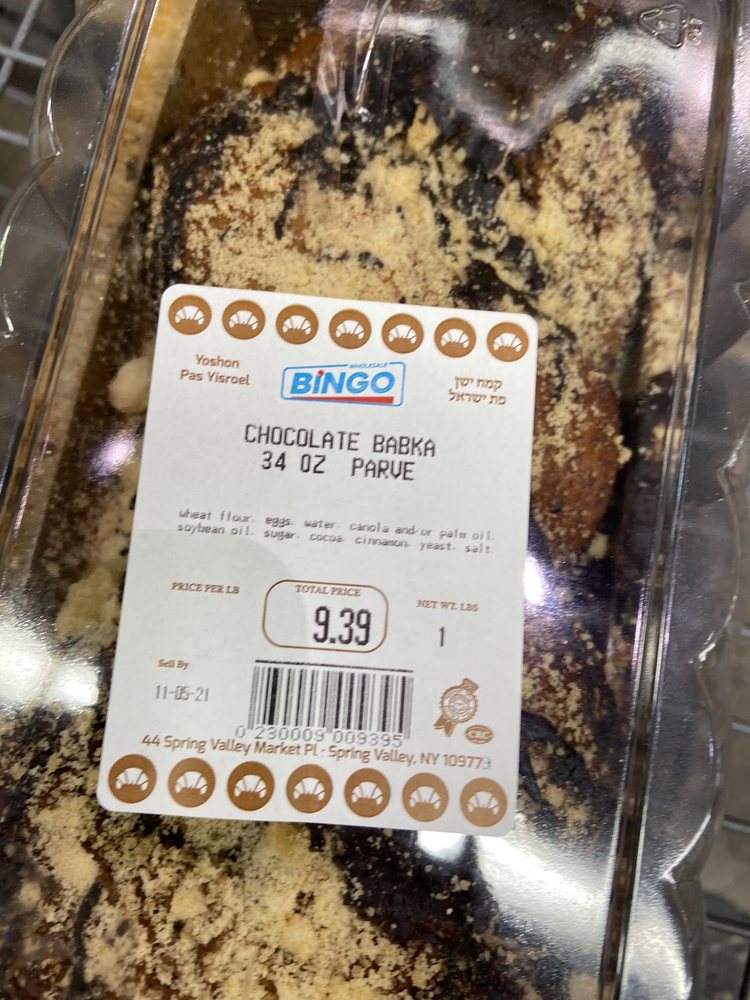 Yoshon
Pas Yisroel
WHOLESALE
BINGO
קמח ישן
פת ישראל
CHOCOLATE BABKA
34 OZ PARVE
wheat flour, eggs, water, canola and/or palm oil,
soybean oil, sugar, cocoa, cinnamon, yeast, salt
PRICE PER LB
TOTAL PRICE
NET WT. LBS
9.39
1
Sell By
11-05-21
0 230009 009395
CRC
44 Spring Valley Market Pl · Spring Valley, NY 10977